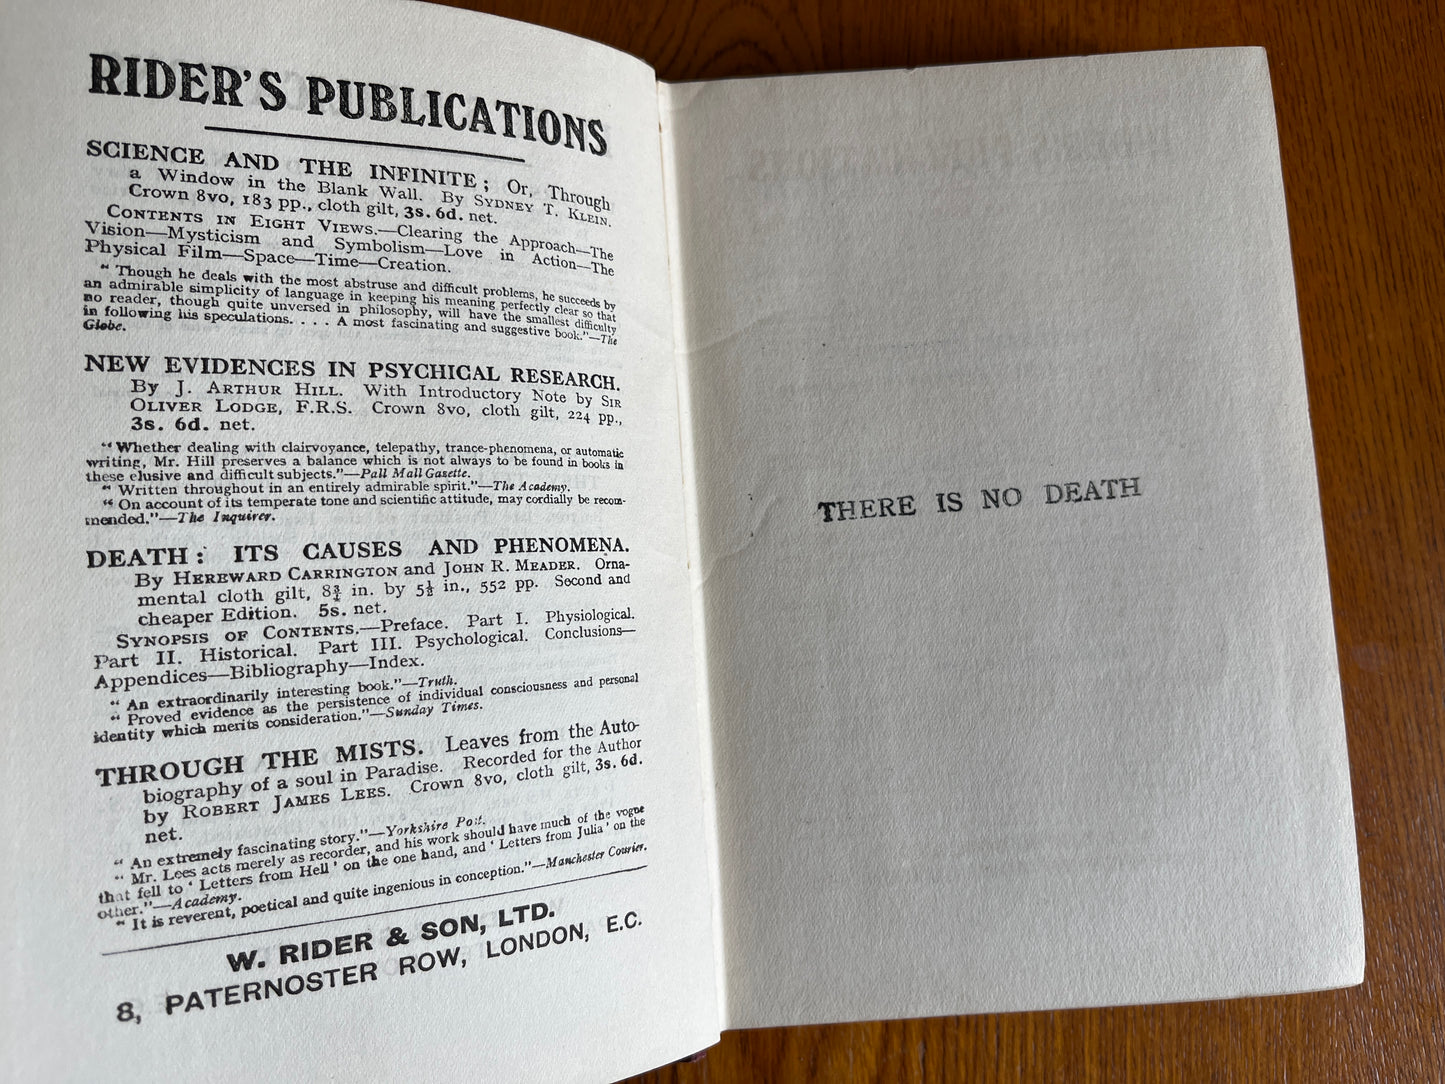 RIDER'S PUBLICATIONS
SCIENCE AND THE INFINITE; Or, Through
a Window in the Blank Wall. By SYDNEY T. KLEIN.
Crown 8vo, 183 pp., cloth gilt, 3s. 6d. net.
CONTENTS IN EIGHT VIEWS.—Clearing the Approach—The
Vision—Mysticism and Symbolism—Love in Action—The
Physical Film—Space—Time—Creation.
"Though he deals with the most abstruse and difficult problems, he succeeds by
an admirable simplicity of language in keeping his meaning perfectly clear so that
no reader, though quite unversed in philosophy, will have the smallest difficulty
in following his speculations. . . . A most fascinating and suggestive book."—The
Globe.
NEW EVIDENCES IN PSYCHICAL RESEARCH.
By J. ARTHUR HILL. With Introductory Note by SIR
OLIVER LODGE, F.R.S. Crown 8vo, cloth gilt, 224 pp.,
3s. 6d. net.
"Whether dealing with clairvoyance, telepathy, trance-phenomena, or automatic
writing, Mr. Hill preserves a balance which is not always to be found in books in
these elusive and difficult subjects."—Pall Mall Gazette.
"Written throughout in an entirely admirable spirit."—The Academy.
"On account of its temperate tone and scientific attitude, may cordially be recom-
mended."—The Inquirer.
DEATH: ITS CAUSES AND PHENOMENA.
By HEREWARD CARRINGTON and JOHN R. MEADER. Orna-
mental cloth gilt, 8¾ in. by 5½ in., 552 pp. Second and
cheaper Edition. 5s. net.
SYNOPSIS OF CONTENTS.—Preface. Part I. Physiological.
Part II. Historical. Part III. Psychological. Conclusions—
Appendices—Bibliography—Index.
"An extraordinarily interesting book."—Truth.
"Proved evidence as the persistence of individual consciousness and personal
identity which merits consideration."—Sunday Times.
THROUGH THE MISTS. Leaves from the Auto-
biography of a soul in Paradise. Recorded for the Author
by ROBERT JAMES LEES. Crown 8vo, cloth gilt, 3s. 6d.
net.
"An extremely fascinating story."—Yorkshire Post.
"Mr. Lees acts merely as recorder, and his work should have much of the vogue
that fell to 'Letters from Hell' on the one hand, and 'Letters from Julia' on the
other."—Academy.
"It is reverent, poetical and quite ingenious in conception."—Manchester Courier.
W. RIDER & SON, LTD.
8, PATERNOSTER ROW, LONDON, E.C.
THERE IS NO DEATH